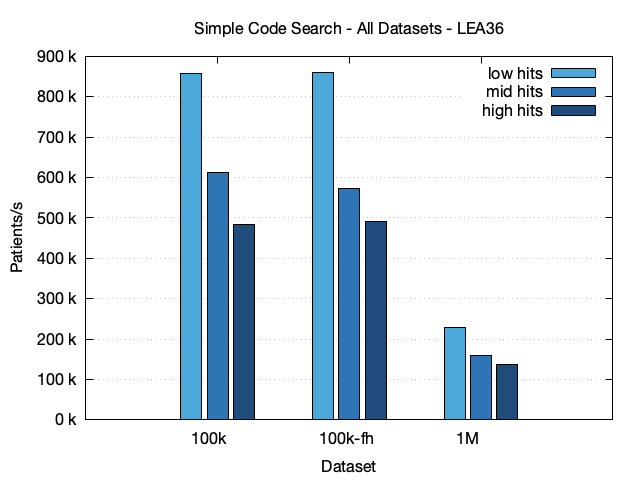 Simple Code Search - All Datasets - LEA36
900 k
800 k
700 k
600 k
500 k
400 k
300 k
200 k
100 k
0 k
Patients/s
low hits
mid hits
high hits
100k
100k-fh
1M
Dataset